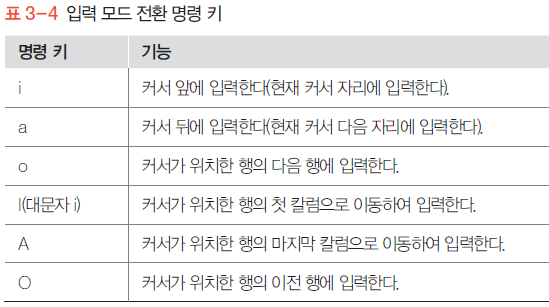 표 3-4 입력 모드 전환 명령 키
명령 키 기능
i 커서 앞에 입력한다(현재 커서 자리에 입력한다).
a 커서 뒤에 입력한다(현재 커서 다음 자리에 입력한다).
o 커서가 위치한 행의 다음 행에 입력한다.
I(대문자 i) 커서가 위치한 행의 첫 칼럼으로 이동하여 입력한다.
A 커서가 위치한 행의 마지막 칼럼으로 이동하여 입력한다.
O 커서가 위치한 행의 이전 행에 입력한다.